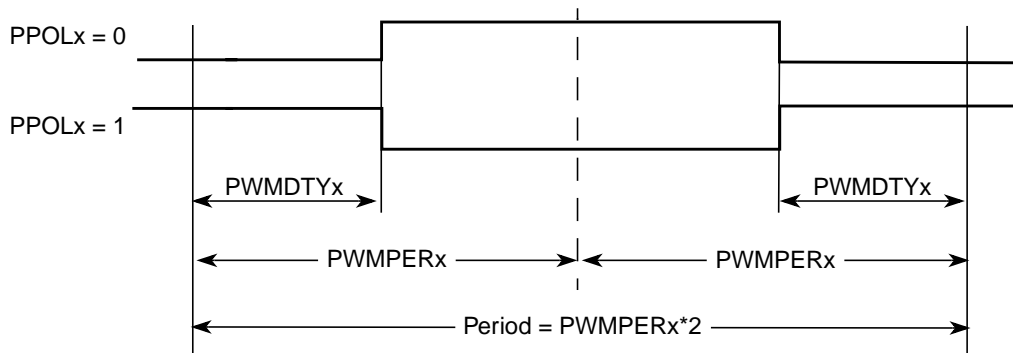 PPOLx = 0
PPOLx = 1
PWMDTYx
PWMDTYx
PWMPERx
PWMPERx
Period = PWMPERx*2